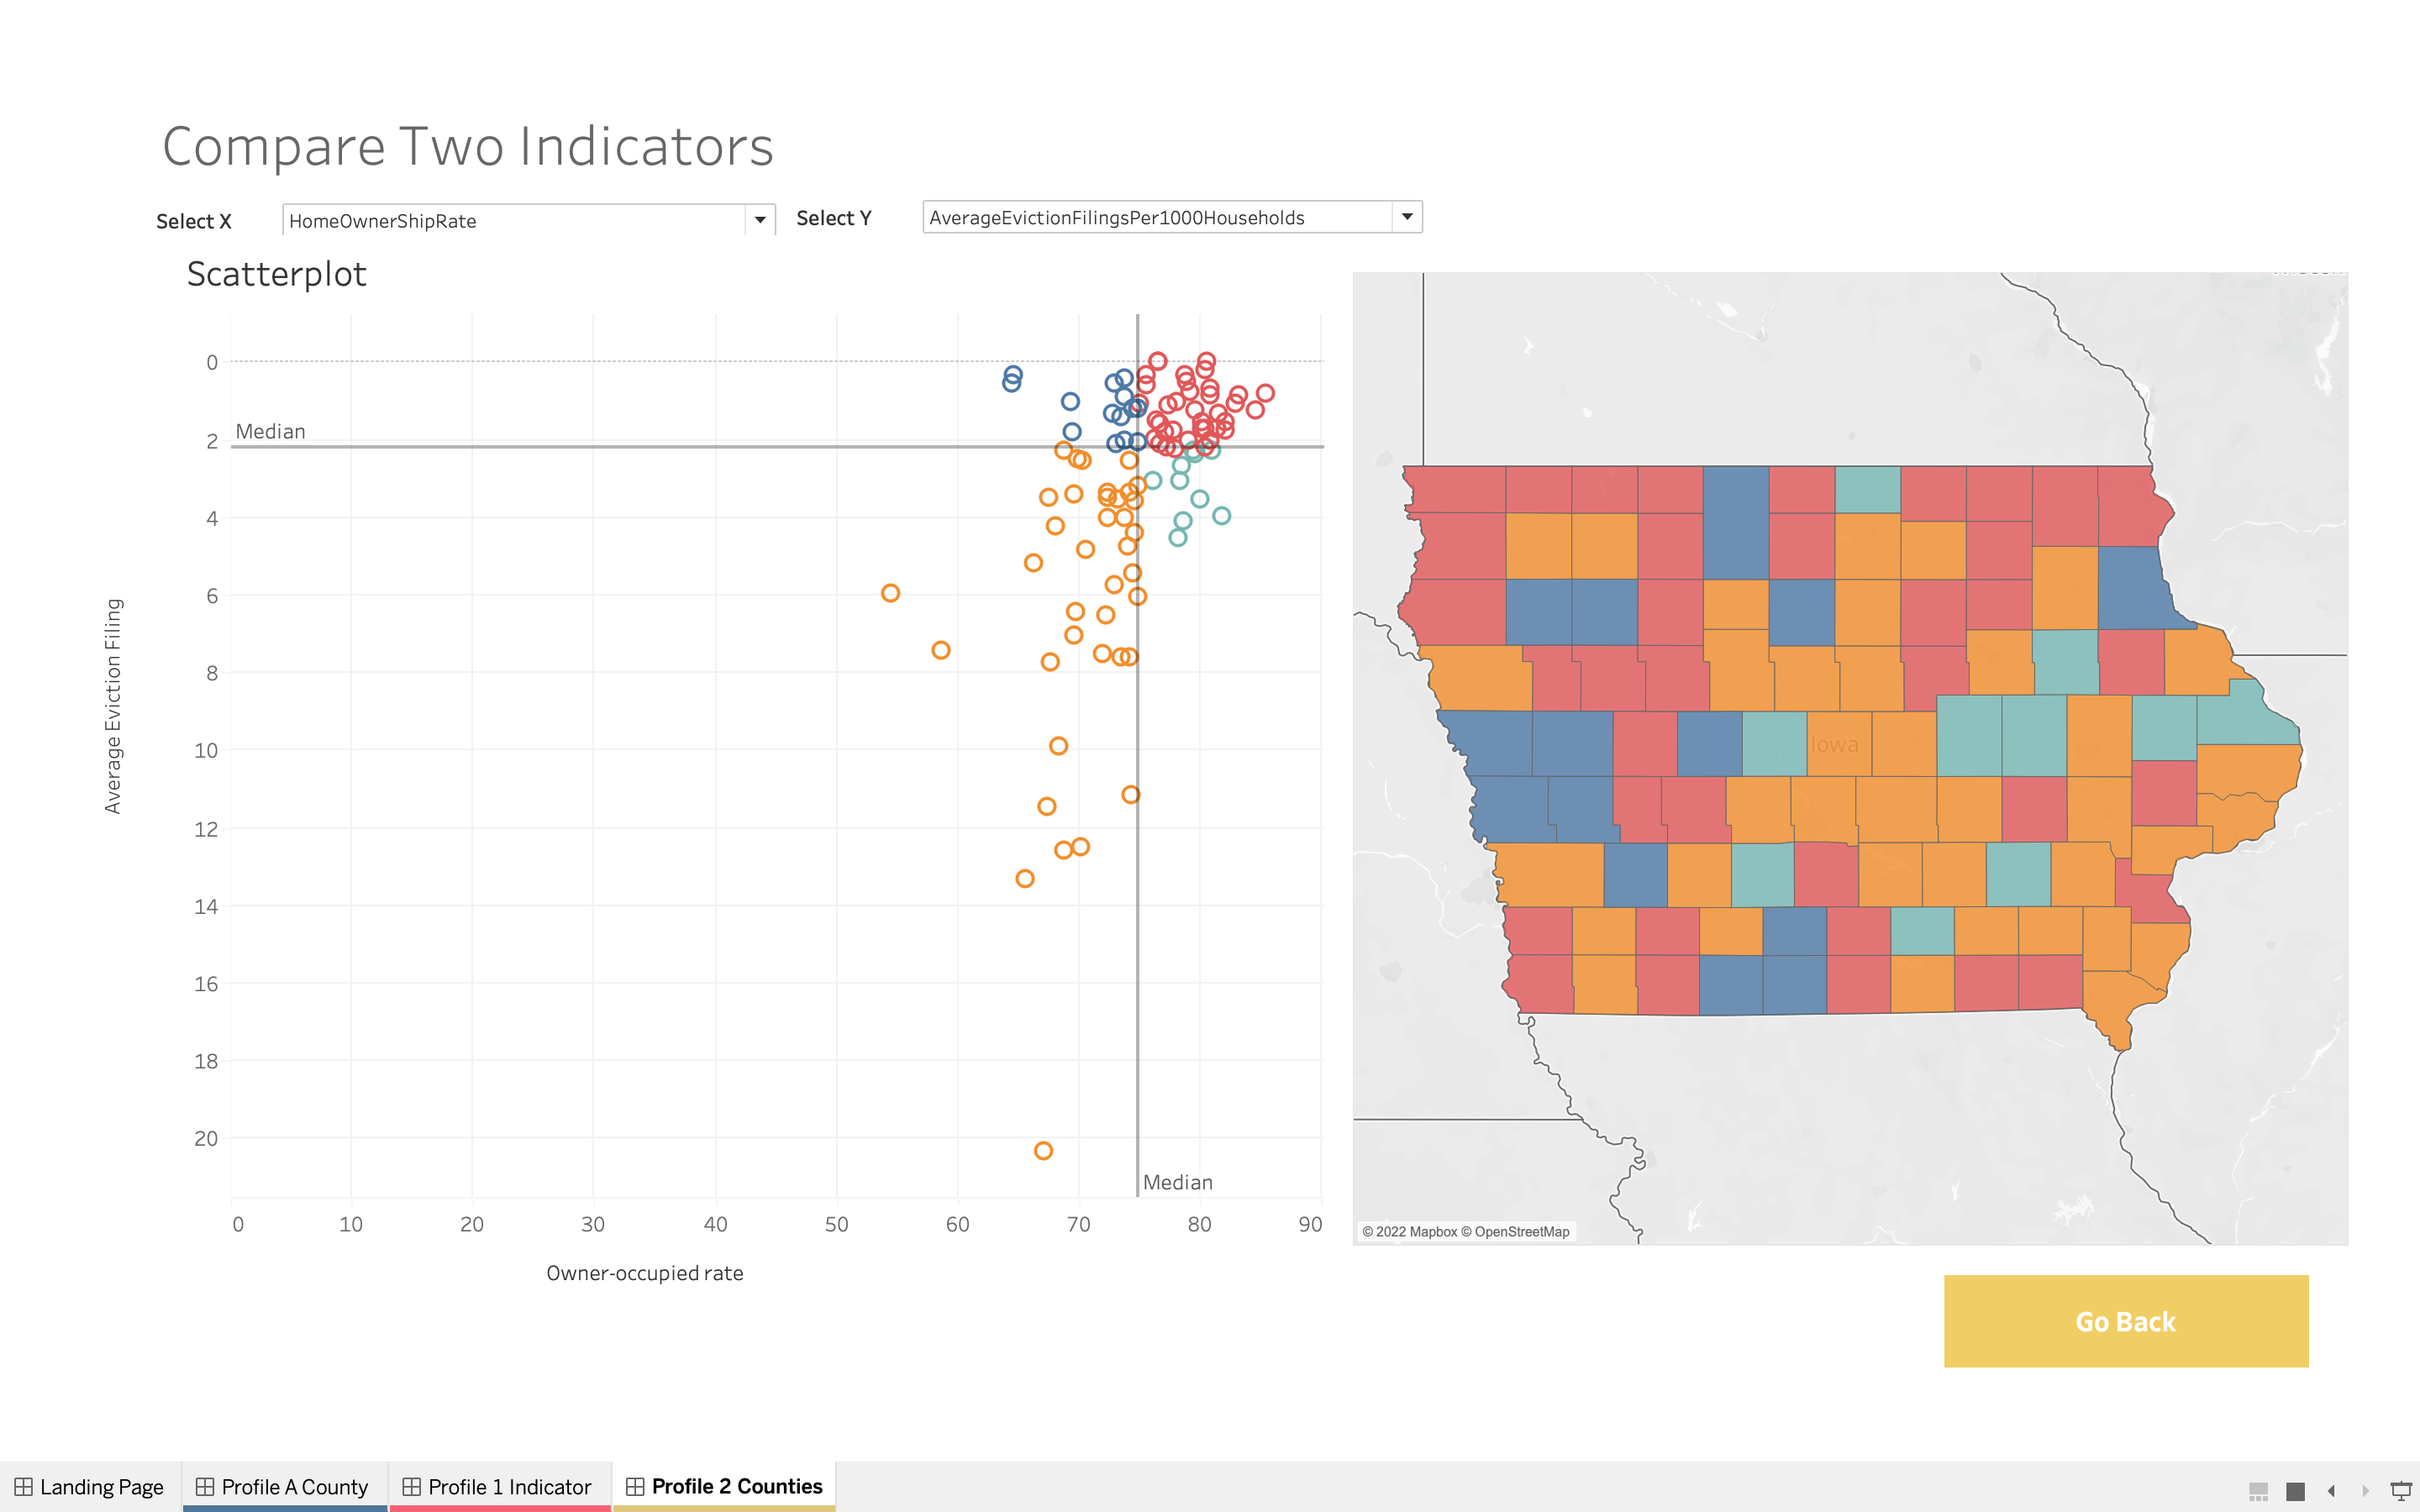 Compare Two Indicators
Select X
HomeOwnerShipRate
Select Y
AverageEvictionFilingsPer1000Households
Scatterplot
Average Eviction Filing
0
2
4
6
8
10
12
14
16
18
20
Median
Median
0
10
20
30
40
50
60
70
80
90
Owner-occupied rate
Iowa
© 2022 Mapbox © OpenStreetMap
Go Back
Landing Page
Profile A County
Profile 1 Indicator
Profile 2 Counties